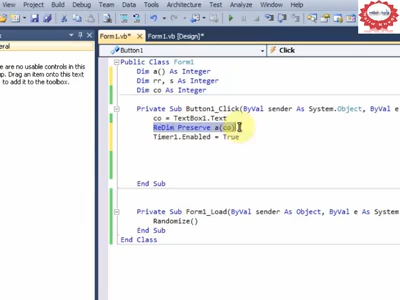 View Project Build Debug Team Data Tools Architecture Test Analyze Window
Form1.vb* × Form1.vb [Design]*
Button1
Click
eral
re no usable controls in this
p. Drag an item onto this text
to add it to the toolbox.
Public Class Form1
Dim a() As Integer
Dim rr, s As Integer
Dim co As Integer
Private Sub Button1_Click(ByVal sender As System.Object, ByVal e
co = TextBox1.Text
ReDim Preserve a(co)
Timer1.Enabled = True
End Sub
Private Sub Form1_Load(ByVal sender As Object, ByVal e As System
Randomize()
End Sub
End Class